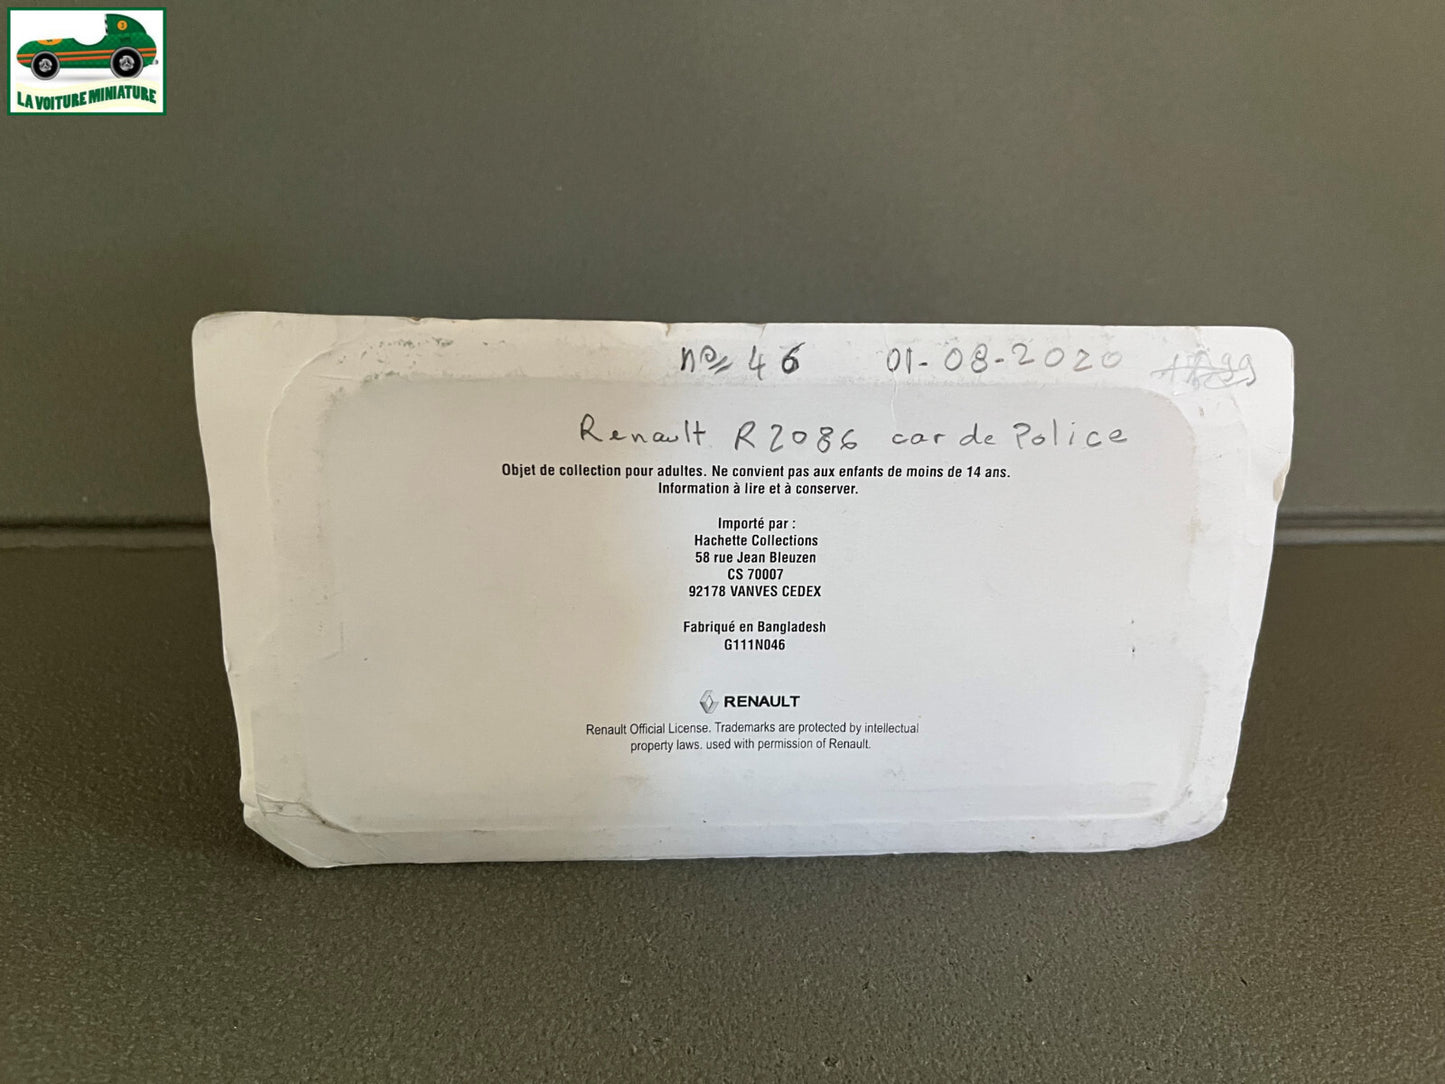 3
LA VOITURE MINIATURE
n° 46 01-08-2020
Renault R2086 car de Police
Objet de collection pour adultes. Ne convient pas aux enfants de moins de 14 ans.
Information à lire et à conserver.
Importé par :
Hachette Collections
58 rue Jean Bleuzen
CS 70007
92178 VANVES CEDEX
Fabriqué en Bangladesh
G111N046
RENAULT
Renault Official License. Trademarks are protected by intellectual
property laws. used with permission of Renault.